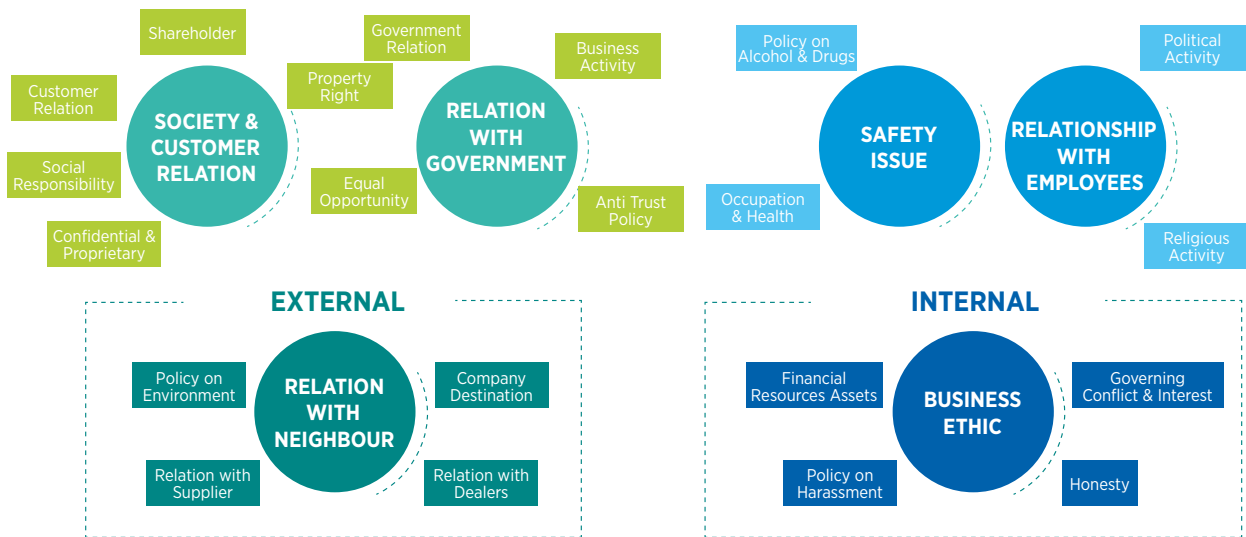 Shareholder
Customer
Relation
Social
Responsibility
Confidential &
Proprietary
SOCIETY &
CUSTOMER
RELATION
Property
Right
Government
Relation
Business
Activity
Equal
Opportunity
RELATION
WITH
GOVERNMENT
Anti Trust
Policy
Policy on
Alcohol & Drugs
Occupation
& Health
SAFETY
ISSUE
RELATIONSHIP
WITH
EMPLOYEES
Political
Activity
Religious
Activity
EXTERNAL
Policy on
Environment
Company
Destination
RELATION
WITH
NEIGHBOUR
Relation with
Supplier
Relation with
Dealers
INTERNAL
Financial
Resources Assets
Governing
Conflict & Interest
BUSINESS
ETHIC
Policy on
Harassment
Honesty